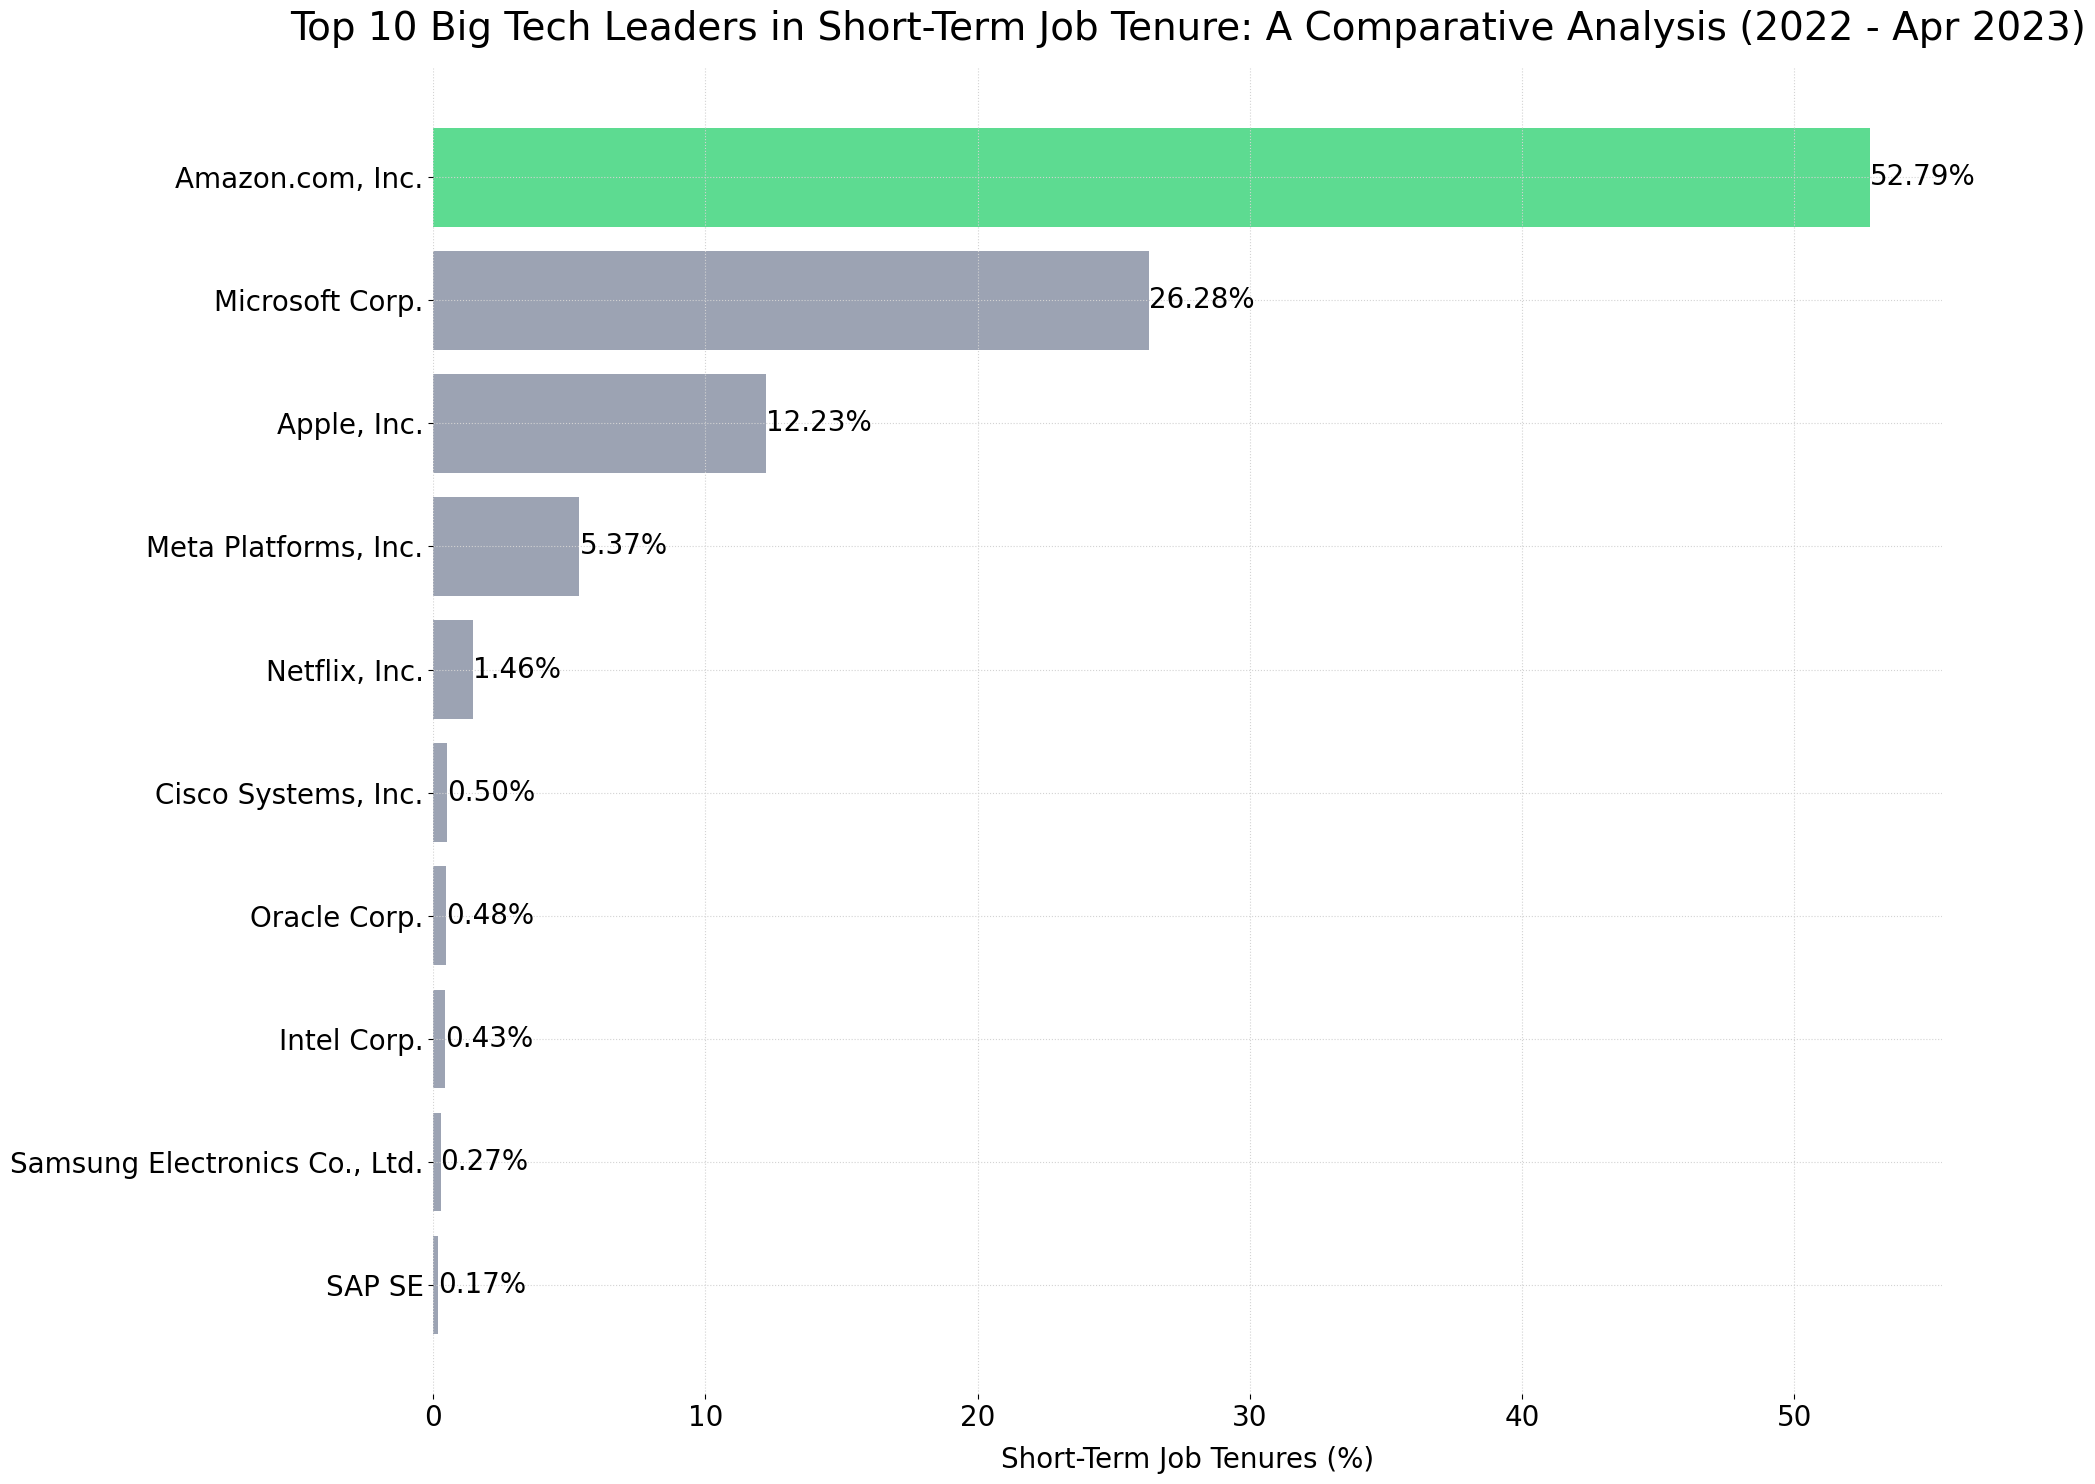 Top 10 Big Tech Leaders in Short-Term Job Tenure: A Comparative Analysis (2022 - Apr 2023)
Amazon.com, Inc. 52.79%
Microsoft Corp. 26.28%
Apple, Inc. 12.23%
Meta Platforms, Inc. 5.37%
Netflix, Inc. 1.46%
Cisco Systems, Inc. 0.50%
Oracle Corp. 0.48%
Intel Corp. 0.43%
Samsung Electronics Co., Ltd. 0.27%
SAP SE 0.17%
0 10 20 30 40 50
Short-Term Job Tenures (%)